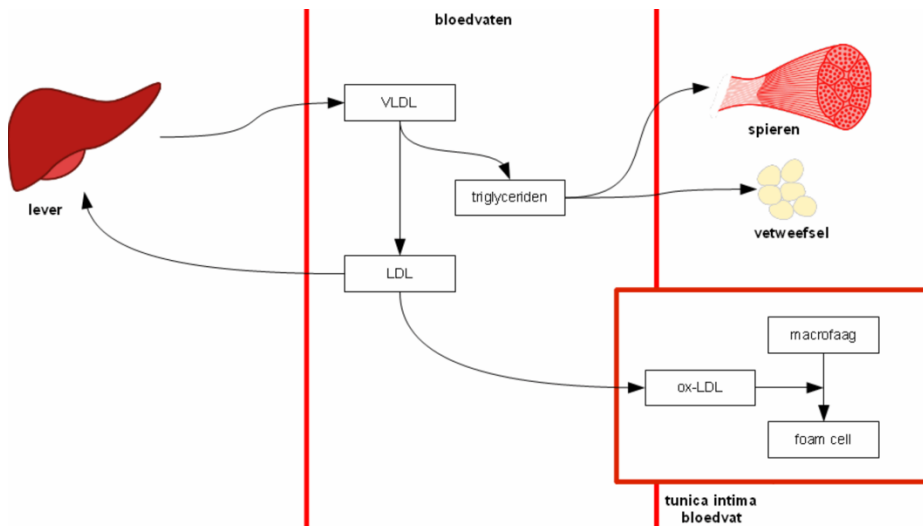 bloedvaten
VLDL
spieren
triglyceriden
lever
vetweefsel
LDL
macrofaag
ox-LDL
foam cell
tunica intima
bloedvat